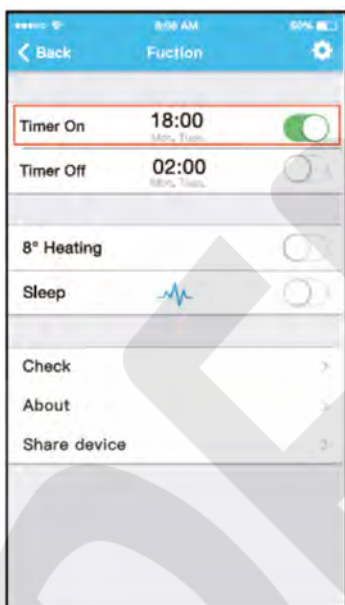 8:08 AM
50%
Back Fuction
Timer On 18:00
Mon, Tues.
Timer Off 02:00
Mon, Tues.
8° Heating
Sleep
Check
About
Share device